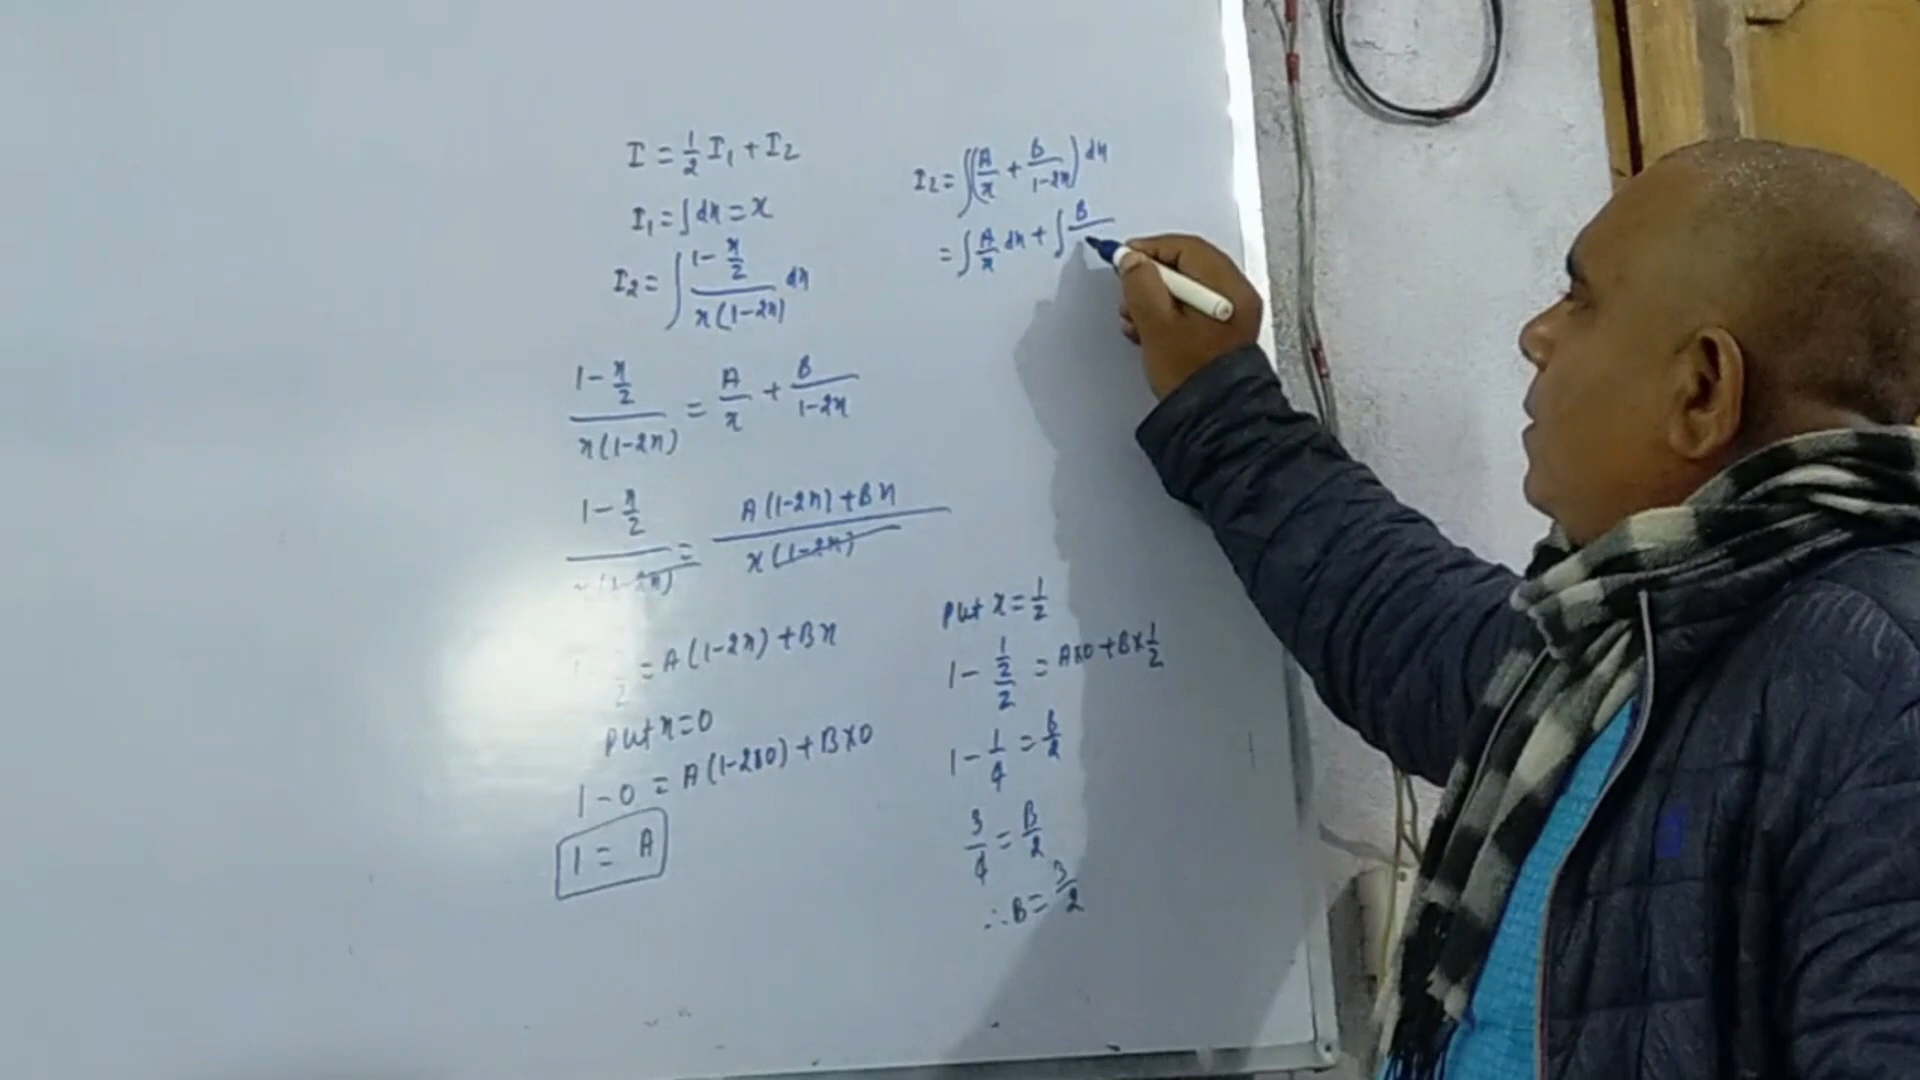 I = 1/2 I₁ + I₂
I₁ = ∫ dx = x
I₂ = ∫ (1 - x/2)/(x(1-2x)) dx
(1 - x/2)/(x(1-2x)) = A/x + B/(1-2x)
(1 - x/2)/(x(1-2x)) = (A(1-2x) + Bx)/(x(1-2x))
2 = A(1-2x) + Bx
Put x = 0
1 - 0 = A(1-2×0) + B×0
1 = A
I₂ = ∫(A/x + B/(1-2x)) dx
= ∫ A/x dx + ∫ B/
Put x = 1/2
1 - (1/2)/2 = A×0 + B×1/2
1 - 1/4 = B/2
3/4 = B/2
∴ B = 3/2